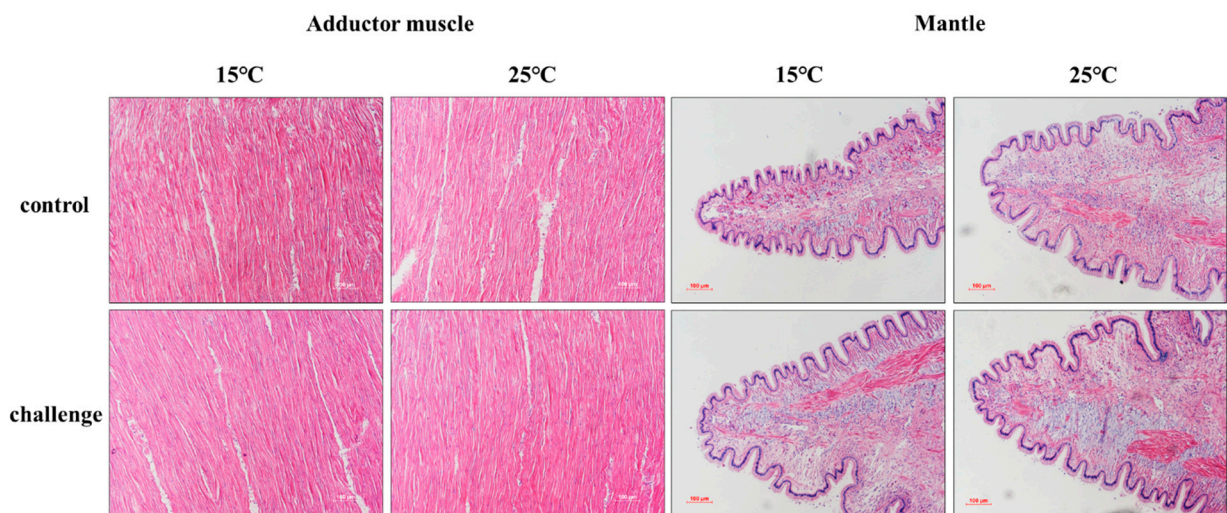 Adductor muscle Mantle
15℃ 25℃ 15℃ 25℃
control
100 μm 100 μm 100 μm 100 μm
challenge
100 μm 100 μm 100 μm 100 μm